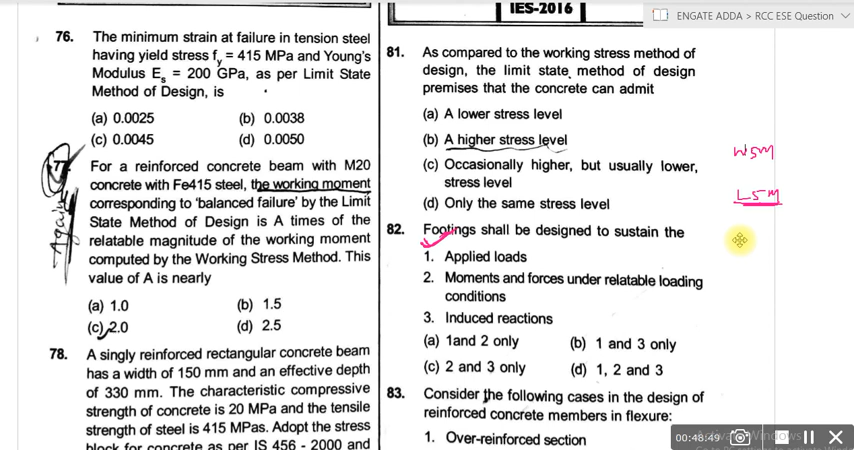 IES-2016
ENGATE ADDA > RCC ESE Question
76. The minimum strain at failure in tension steel
having yield stress fy = 415 MPa and Young's
Modulus Es = 200 GPa, as per Limit State
Method of Design, is
(a) 0.0025 (b) 0.0038
(c) 0.0045 (d) 0.0050
77. For a reinforced concrete beam with M20
concrete with Fe415 steel, the working moment
corresponding to 'balanced failure' by the Limit
State Method of Design is A times of the
relatable magnitude of the working moment
computed by the Working Stress Method. This
value of A is nearly
(a) 1.0 (b) 1.5
(c) 2.0 (d) 2.5
Again
78. A singly reinforced rectangular concrete beam
has a width of 150 mm and an effective depth
of 330 mm. The characteristic compressive
strength of concrete is 20 MPa and the tensile
strength of steel is 415 MPas. Adopt the stress
block for concrete as per IS 456 - 2000 and
81. As compared to the working stress method of
design, the limit state method of design
premises that the concrete can admit
(a) A lower stress level
(b) A higher stress level
(c) Occasionally higher, but usually lower,
stress level
(d) Only the same stress level
WSM
LSM
82. Footings shall be designed to sustain the
1. Applied loads
2. Moments and forces under relatable loading
conditions
3. Induced reactions
(a) 1and 2 only (b) 1 and 3 only
(c) 2 and 3 only (d) 1, 2 and 3
83. Consider the following cases in the design of
reinforced concrete members in flexure:
1. Over-reinforced section
00:48:49